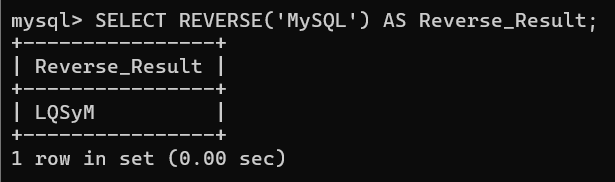 mysql> SELECT REVERSE('MySQL') AS Reverse_Result;
+----------------+
| Reverse_Result |
+----------------+
| LQSyM          |
+----------------+
1 row in set (0.00 sec)